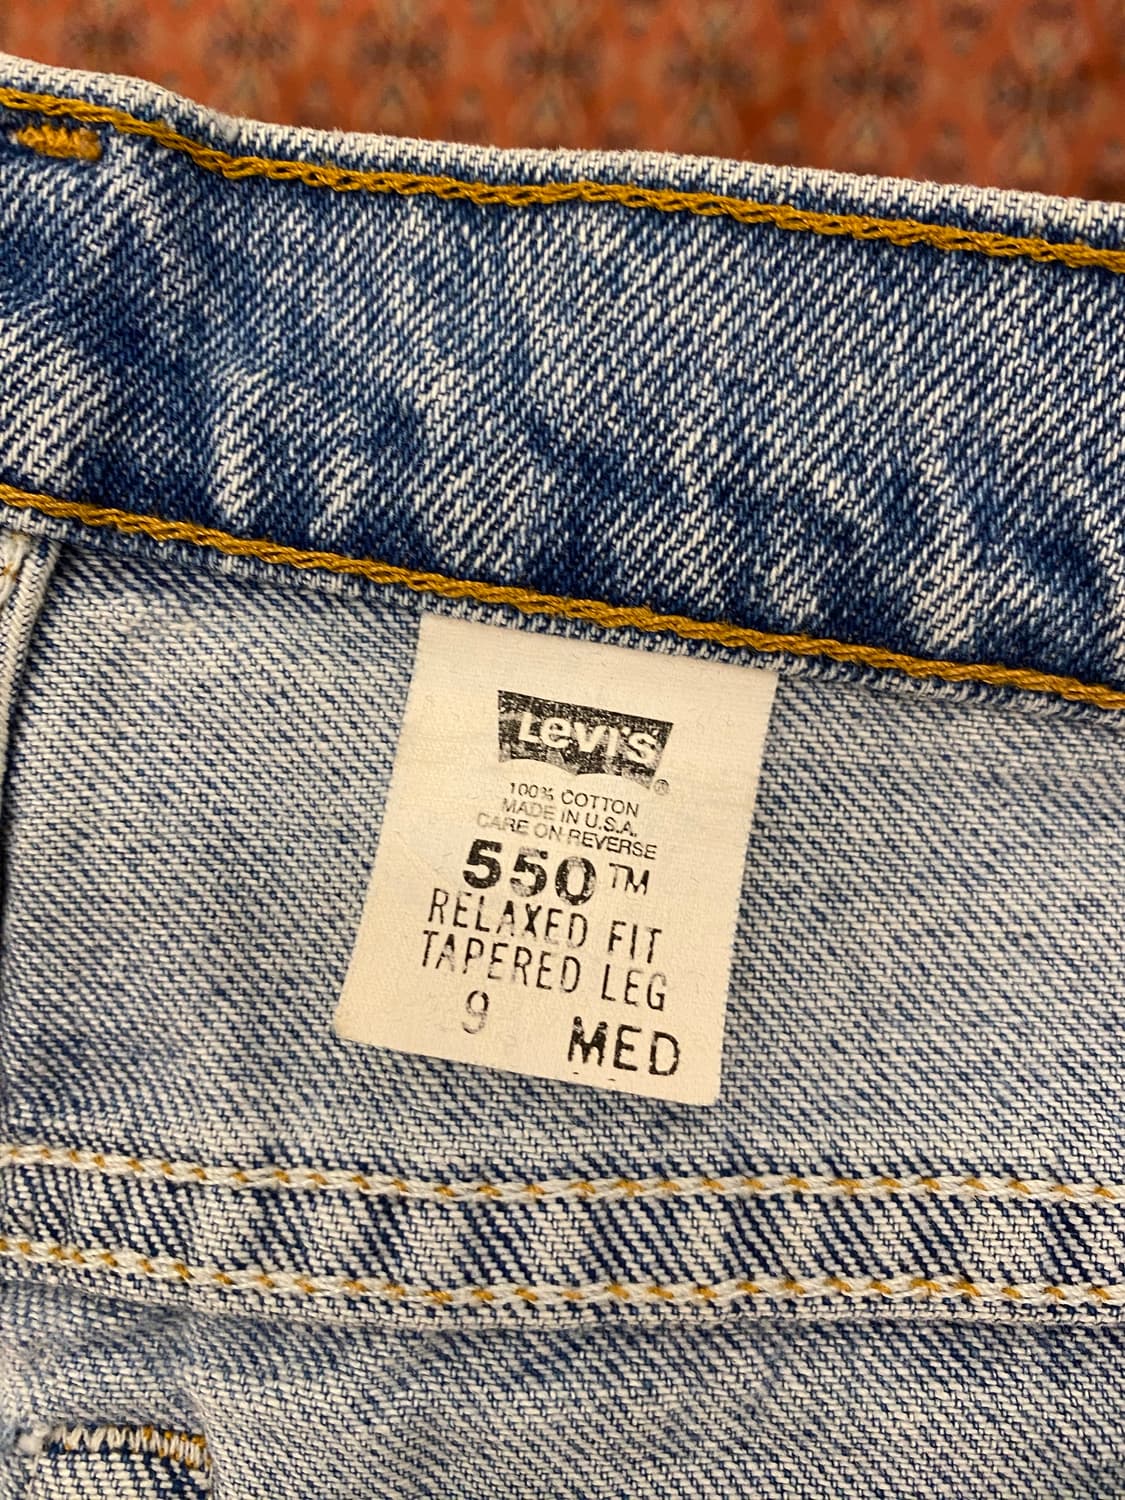 Levi's ®
100% COTTON
MADE IN U.S.A.
CARE ON REVERSE
550™
RELAXED FIT
TAPERED LEG
9 MED